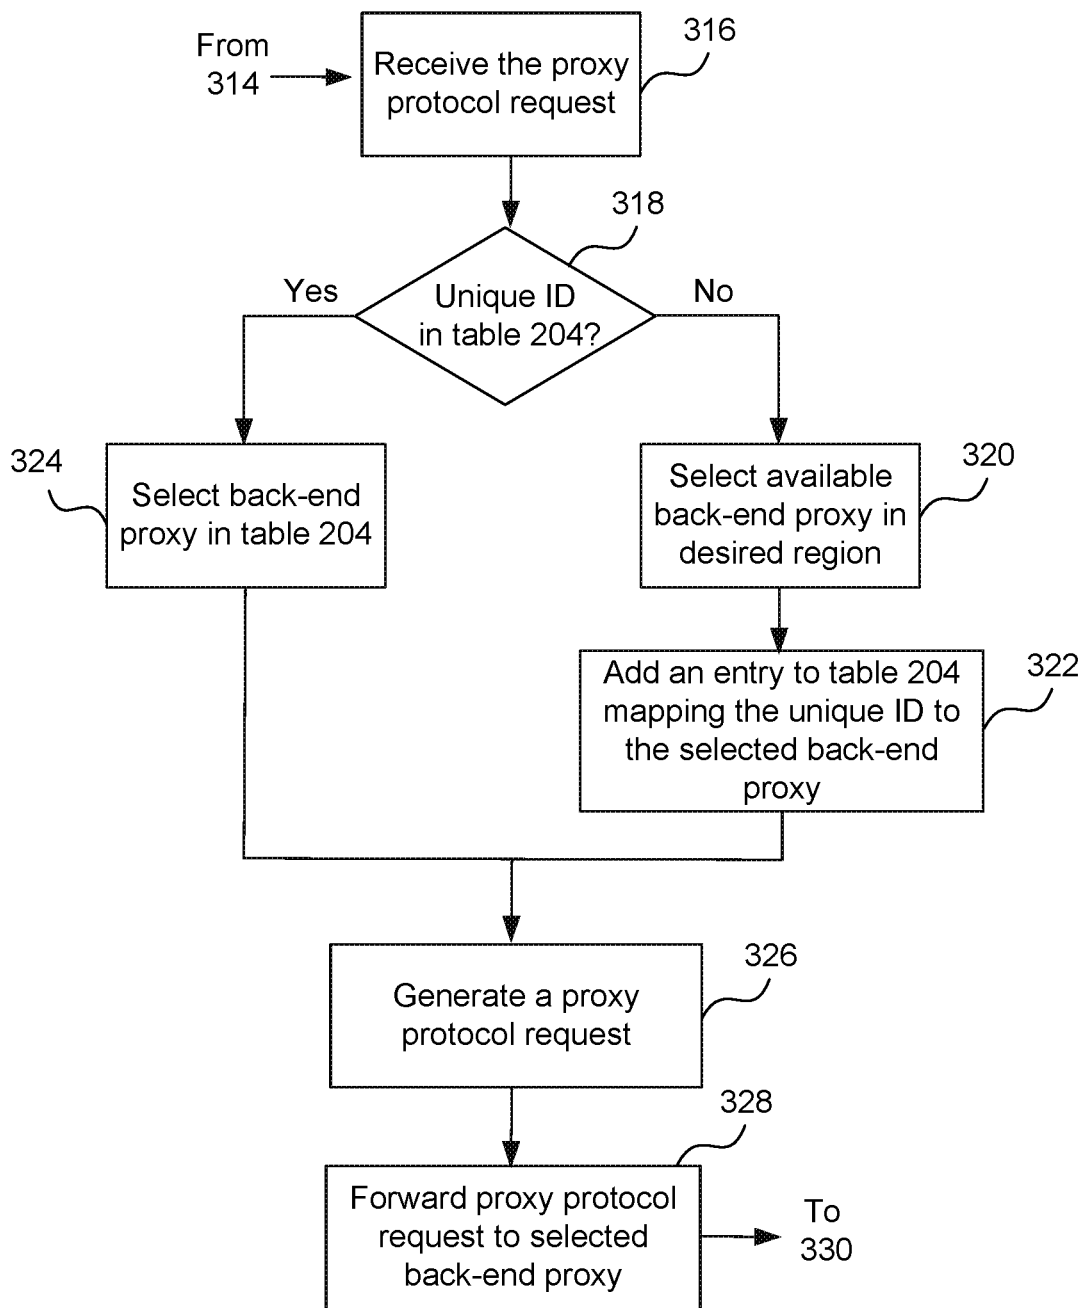 316
From
314
Receive the proxy
protocol request
318
Yes
Unique ID
in table 204?
No
324
Select back-end
proxy in table 204
320
Select available
back-end proxy in
desired region
322
Add an entry to table 204
mapping the unique ID to
the selected back-end
proxy
326
Generate a proxy
protocol request
328
Forward proxy protocol
request to selected
back-end proxy
To
330